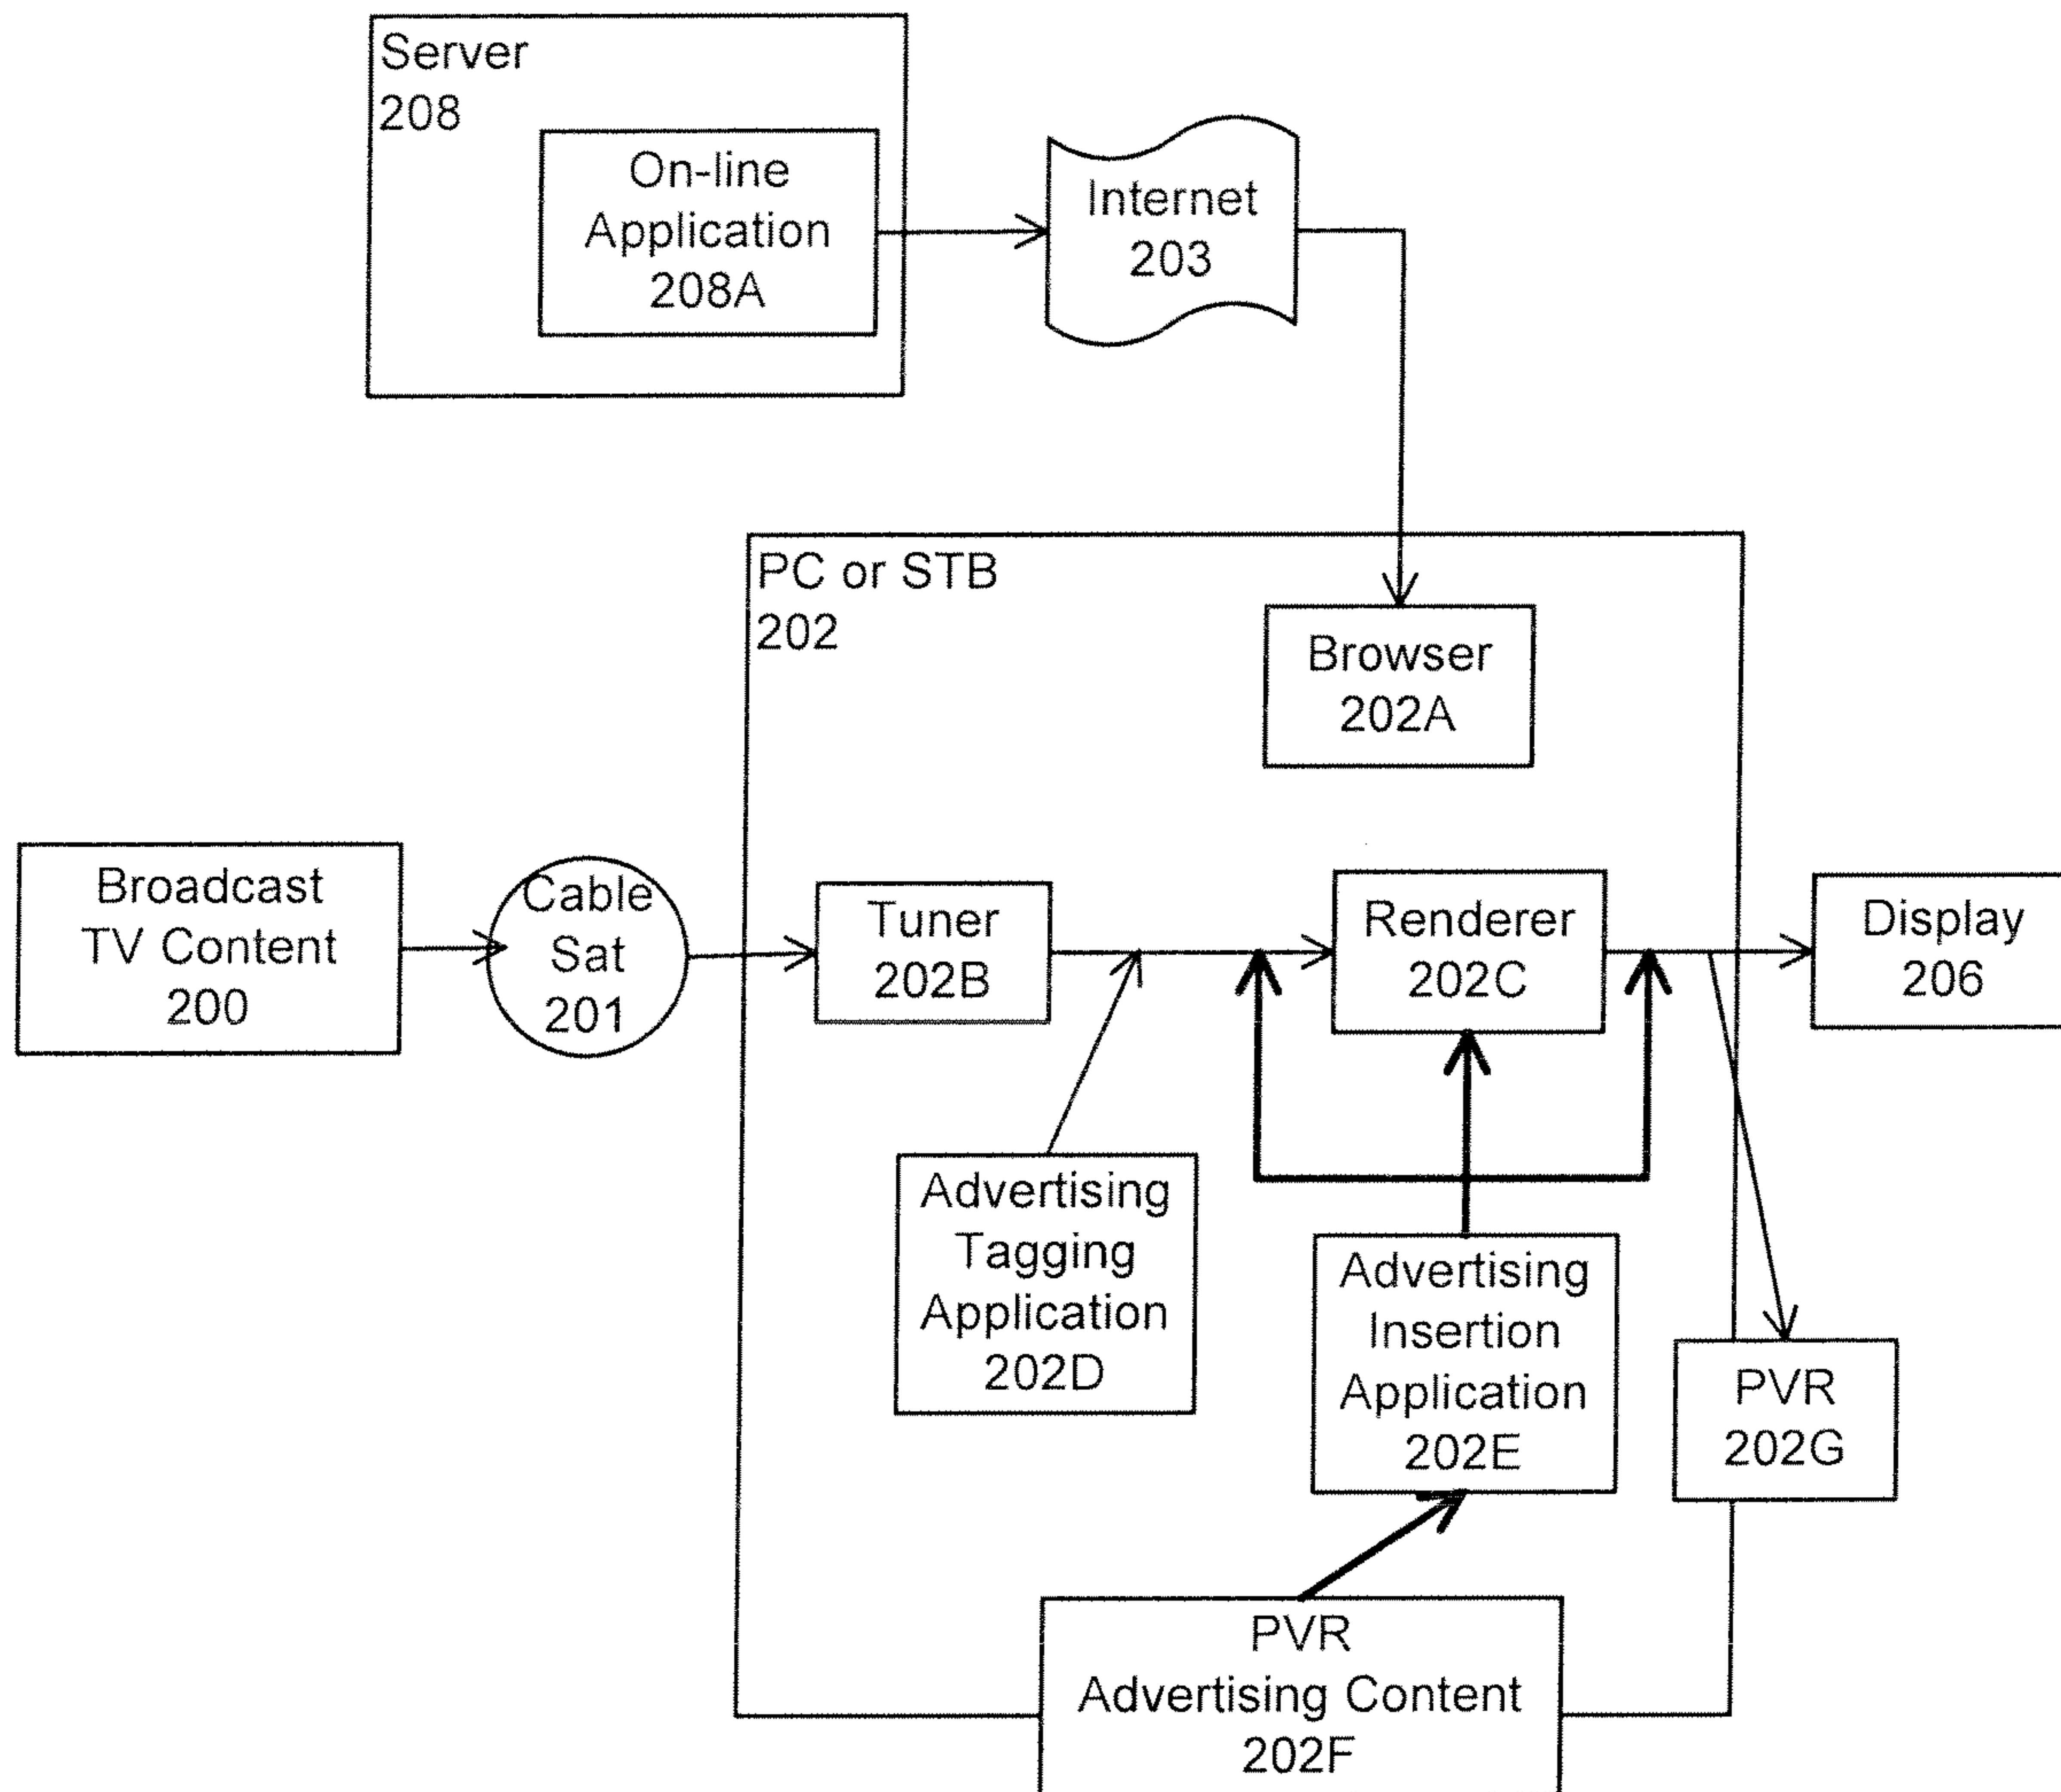 Server
208
On-line
Application
208A
Internet
203
PC or STB
202
Browser
202A
Broadcast
TV Content
200
Cable
Sat
201
Tuner
202B
Renderer
202C
Display
206
Advertising
Tagging
Application
202D
Advertising
Insertion
Application
202E
PVR
202G
PVR
Advertising Content
202F